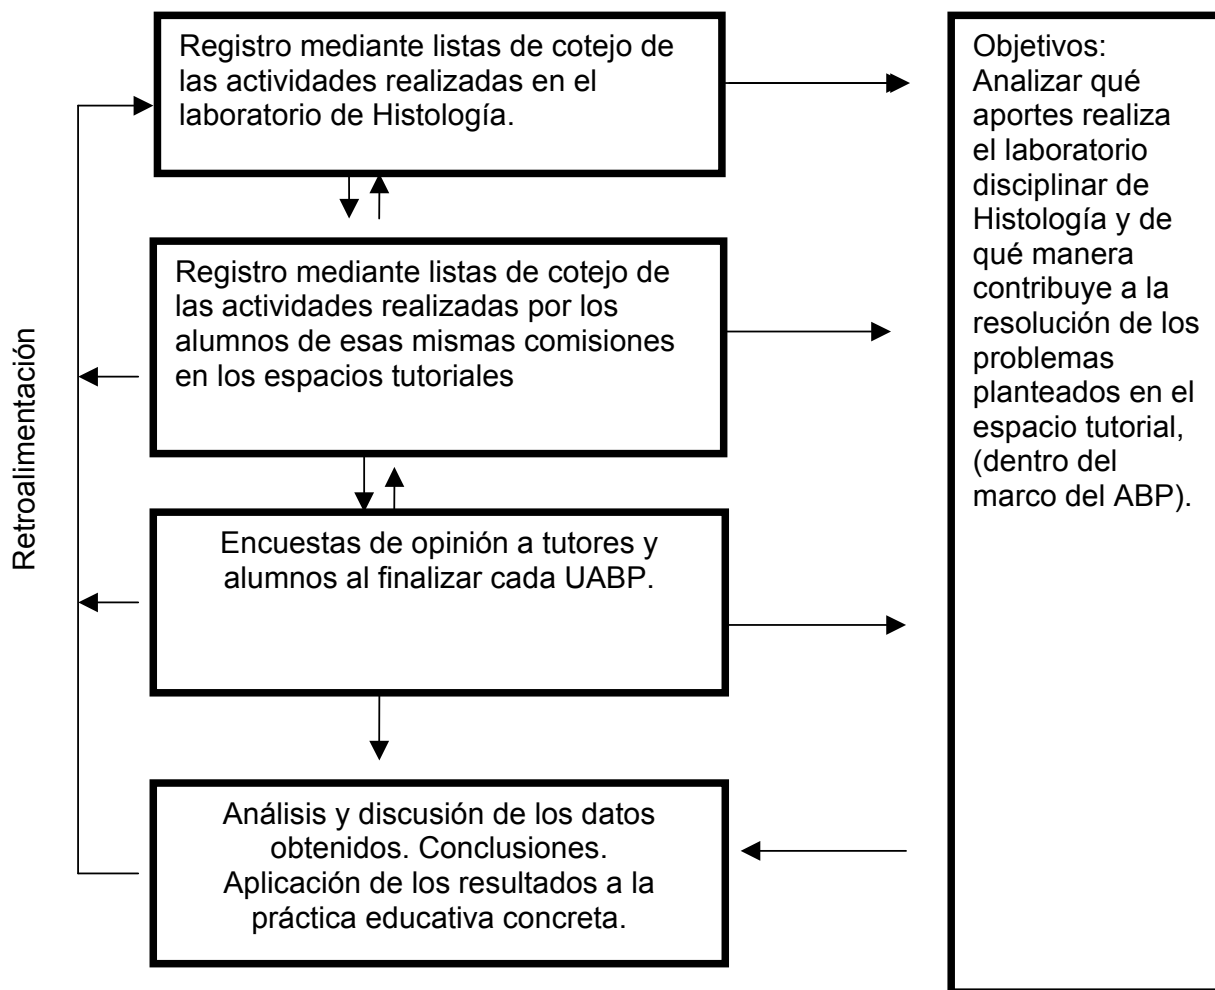 Registro mediante listas de cotejo de
las actividades realizadas en el
laboratorio de Histología.
Registro mediante listas de cotejo de
las actividades realizadas por los
alumnos de esas mismas comisiones
en los espacios tutoriales
Encuestas de opinión a tutores y
alumnos al finalizar cada UABP.
Análisis y discusión de los datos
obtenidos. Conclusiones.
Aplicación de los resultados a la
práctica educativa concreta.
Retroalimentación
Objetivos:
Analizar qué
aportes realiza
el laboratorio
disciplinar de
Histología y de
qué manera
contribuye a la
resolución de los
problemas
planteados en el
espacio tutorial,
(dentro del
marco del ABP).